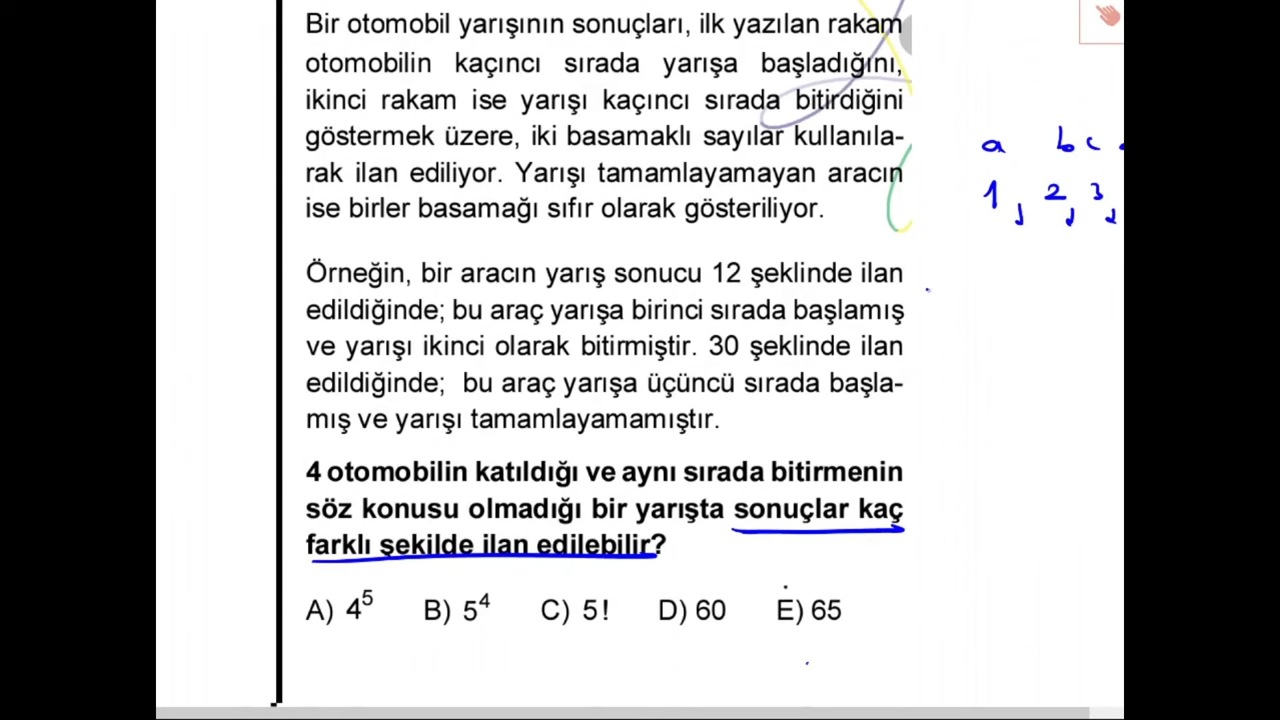 Bir otomobil yarışının sonuçları, ilk yazılan rakam
otomobilin kaçıncı sırada yarışa başladığını,
ikinci rakam ise yarışı kaçıncı sırada bitirdiğini
göstermek üzere, iki basamaklı sayılar kullanıla-
rak ilan ediliyor. Yarışı tamamlayamayan aracın
ise birler basamağı sıfır olarak gösteriliyor.
Örneğin, bir aracın yarış sonucu 12 şeklinde ilan
edildiğinde; bu araç yarışa birinci sırada başlamış
ve yarışı ikinci olarak bitirmiştir. 30 şeklinde ilan
edildiğinde; bu araç yarışa üçüncü sırada başla-
mış ve yarışı tamamlayamamıştır.
4 otomobilin katıldığı ve aynı sırada bitirmenin
söz konusu olmadığı bir yarışta sonuçlar kaç
farklı şekilde ilan edilebilir?
A) 4⁵ B) 5⁴ C) 5! D) 60 E) 65
a b c
1, 2, 3,